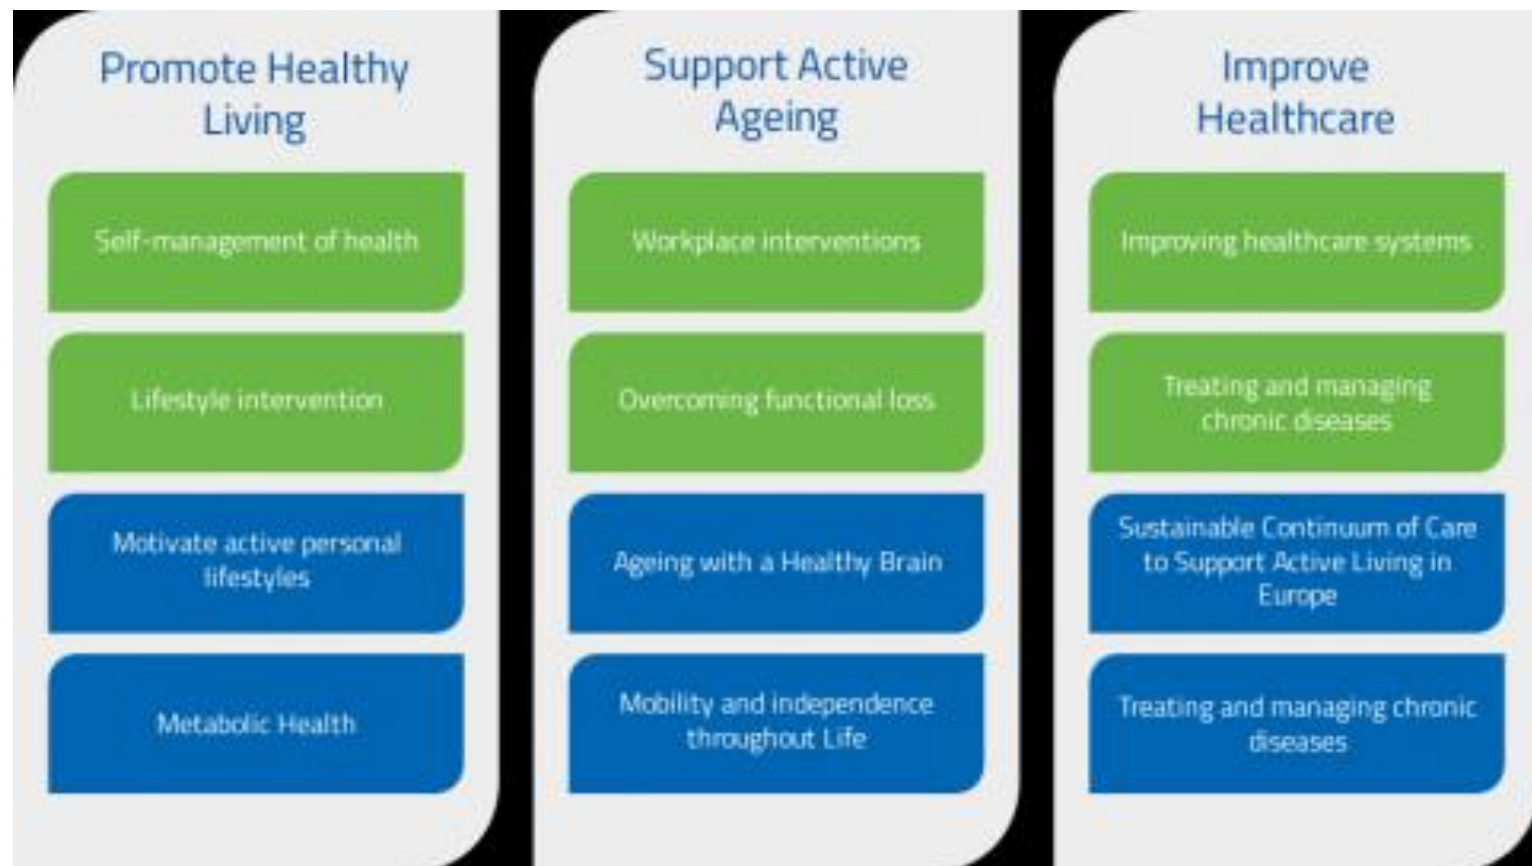 Promote Healthy
Living
Self-management of health
Lifestyle intervention
Motivate active personal
lifestyles
Metabolic Health
Support Active
Ageing
Workplace interventions
Overcoming functional loss
Ageing with a Healthy Brain
Mobility and independence
throughout Life
Improve
Healthcare
Improving healthcare systems
Treating and managing
chronic diseases
Sustainable Continuum of Care
to Support Active Living in
Europe
Treating and managing chronic
diseases